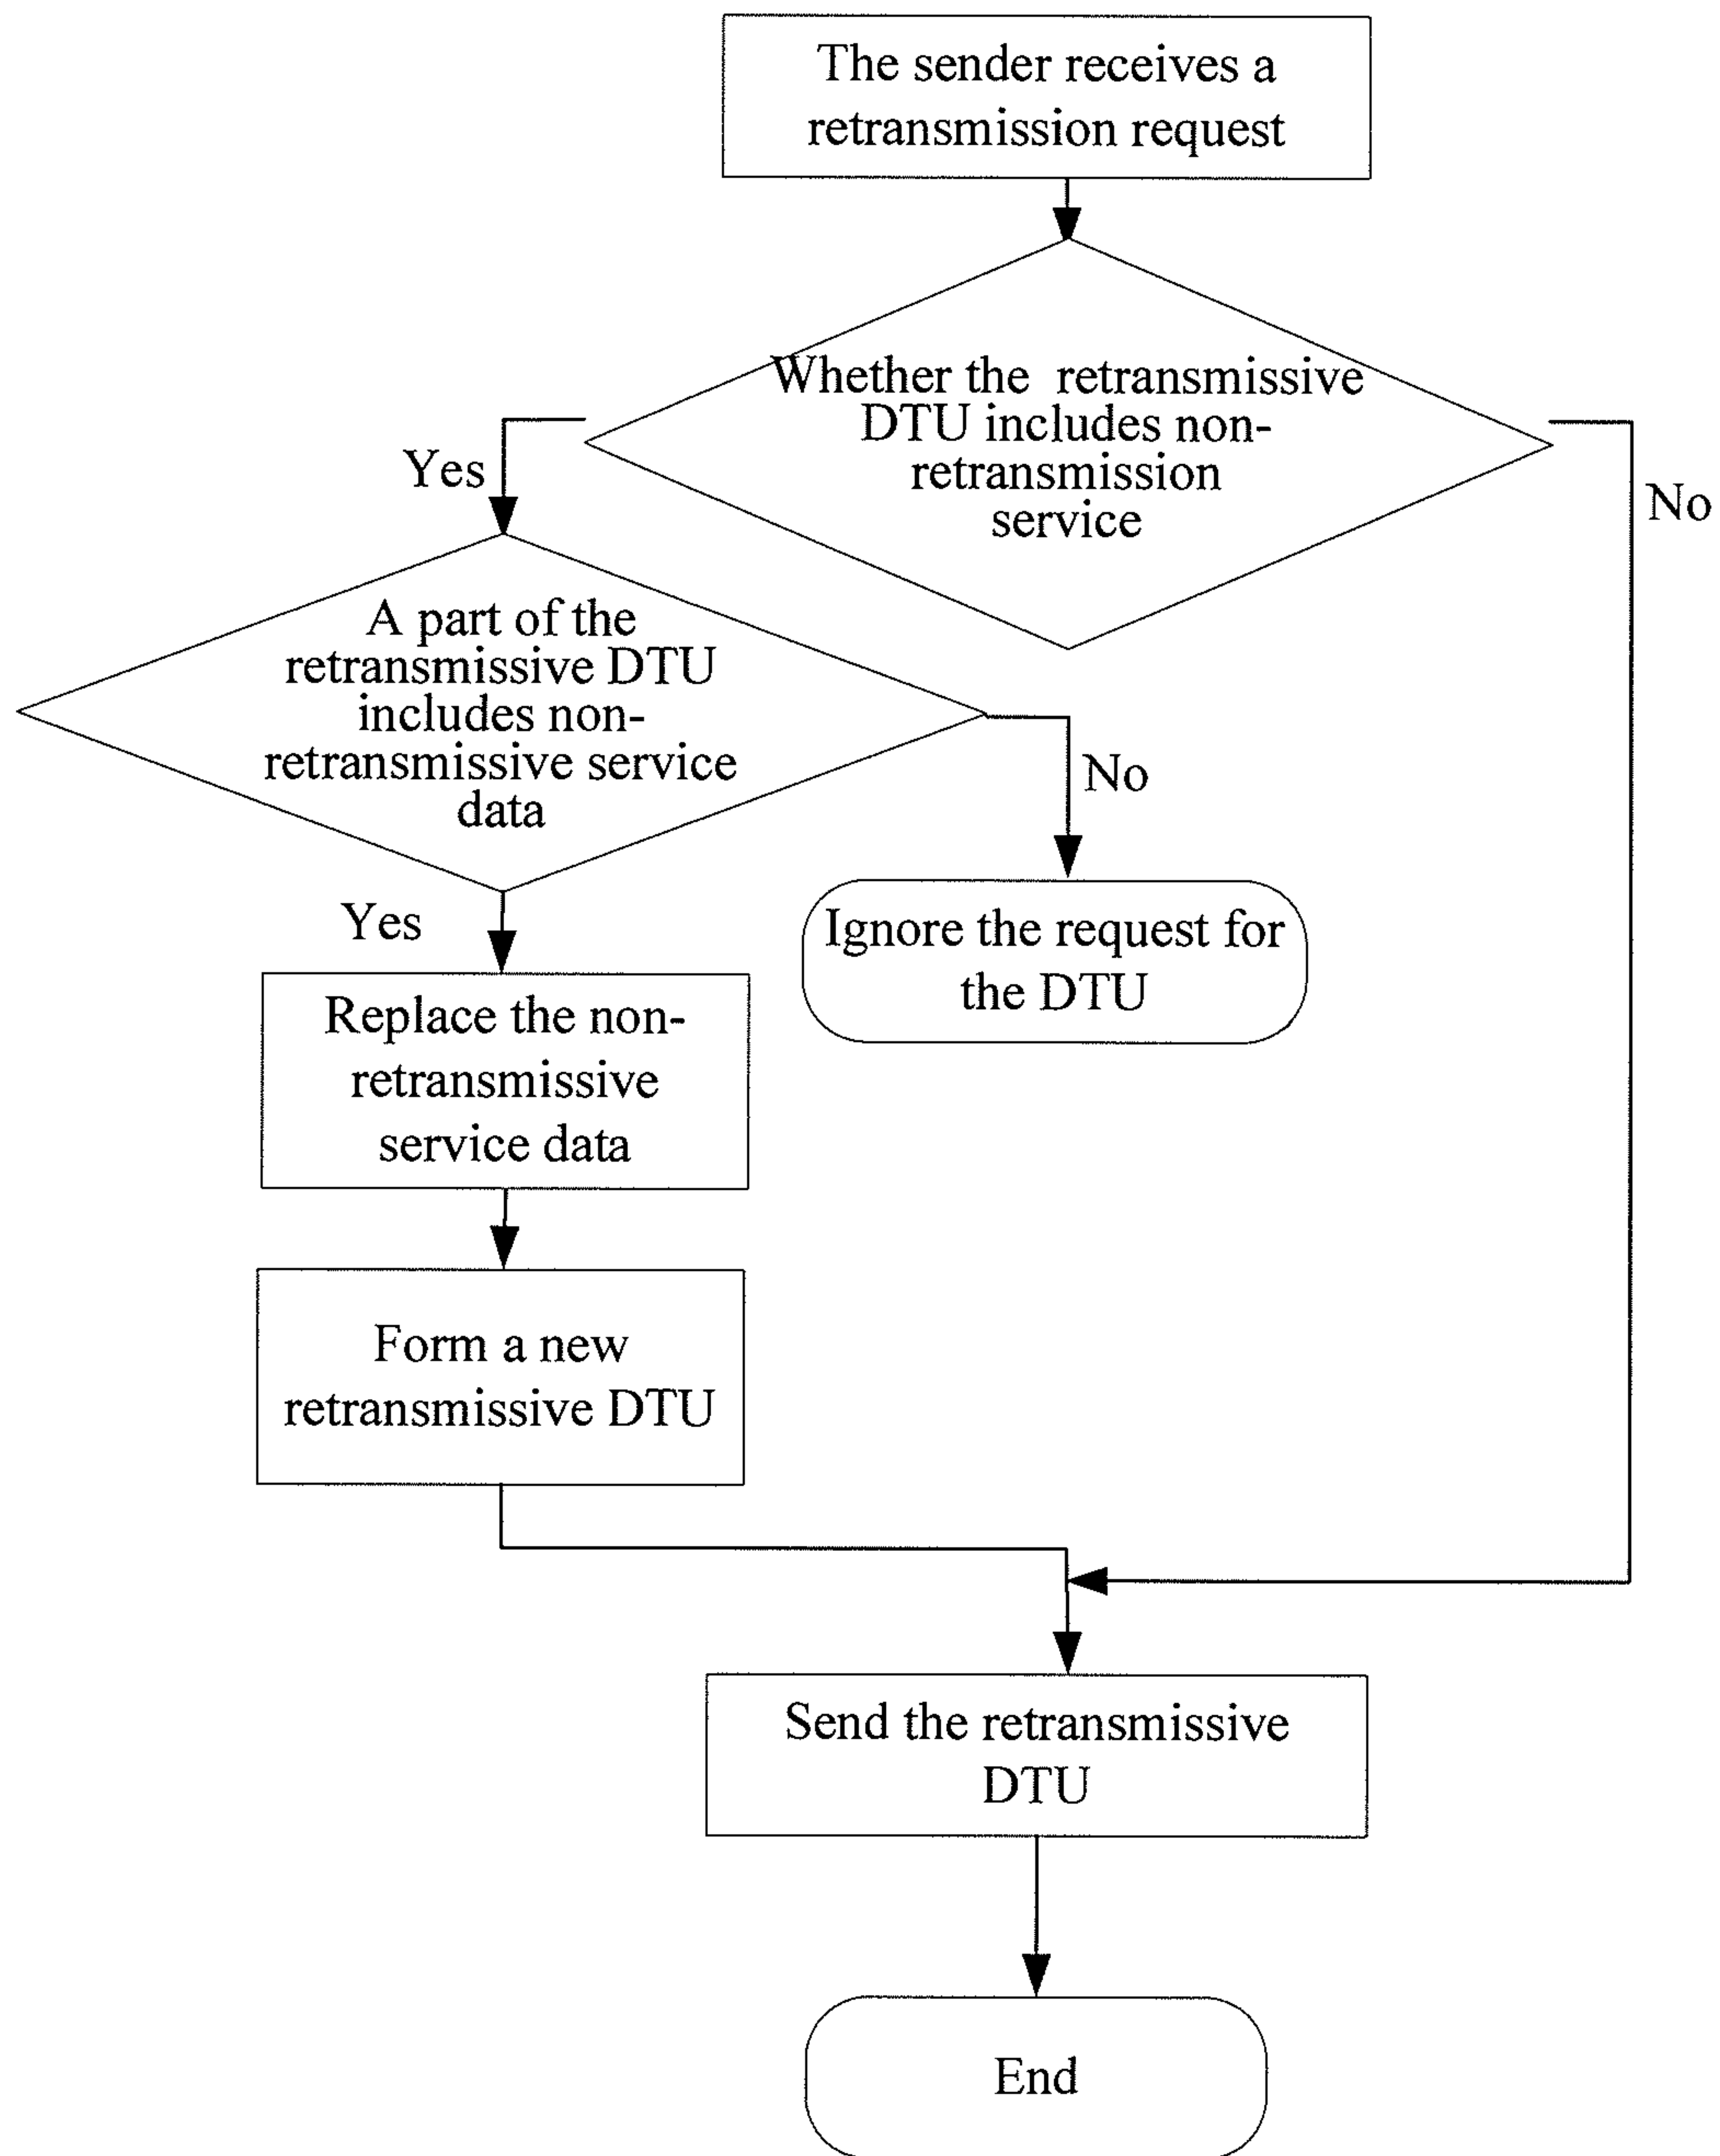 The sender receives a
retransmission request
Whether the retransmissive
DTU includes non-
retransmission
service
Yes
No
A part of the
retransmissive DTU
includes non-
retransmissive service
data
No
Yes
Ignore the request for
the DTU
Replace the non-
retransmissive
service data
Form a new
retransmissive DTU
Send the retransmissive
DTU
End